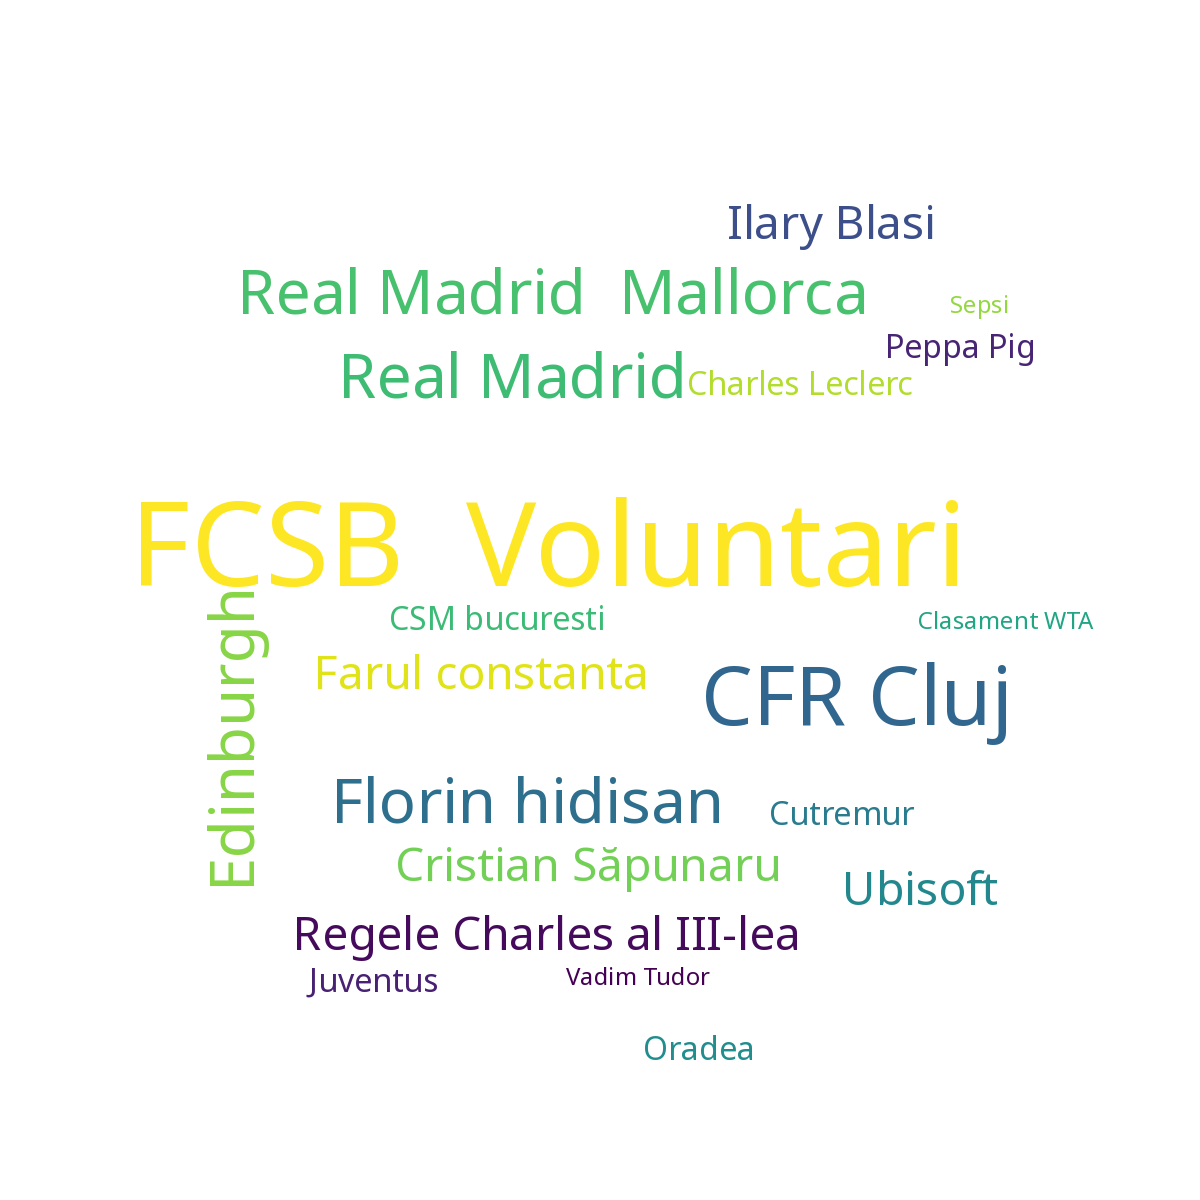 Ilary Blasi
Real Madrid  Mallorca
Sepsi
Peppa Pig
Real Madrid
Charles Leclerc
FCSB  Voluntari
Edinburgh
CSM bucuresti
Clasament WTA
Farul constanta
CFR Cluj
Florin hidisan
Cutremur
Cristian Săpunaru
Ubisoft
Regele Charles al III-lea
Juventus
Vadim Tudor
Oradea